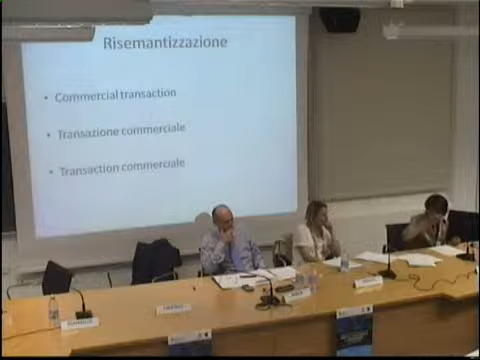 Risemantizzazione
• Commercial transaction
• Transazione commerciale
• Transaction commerciale